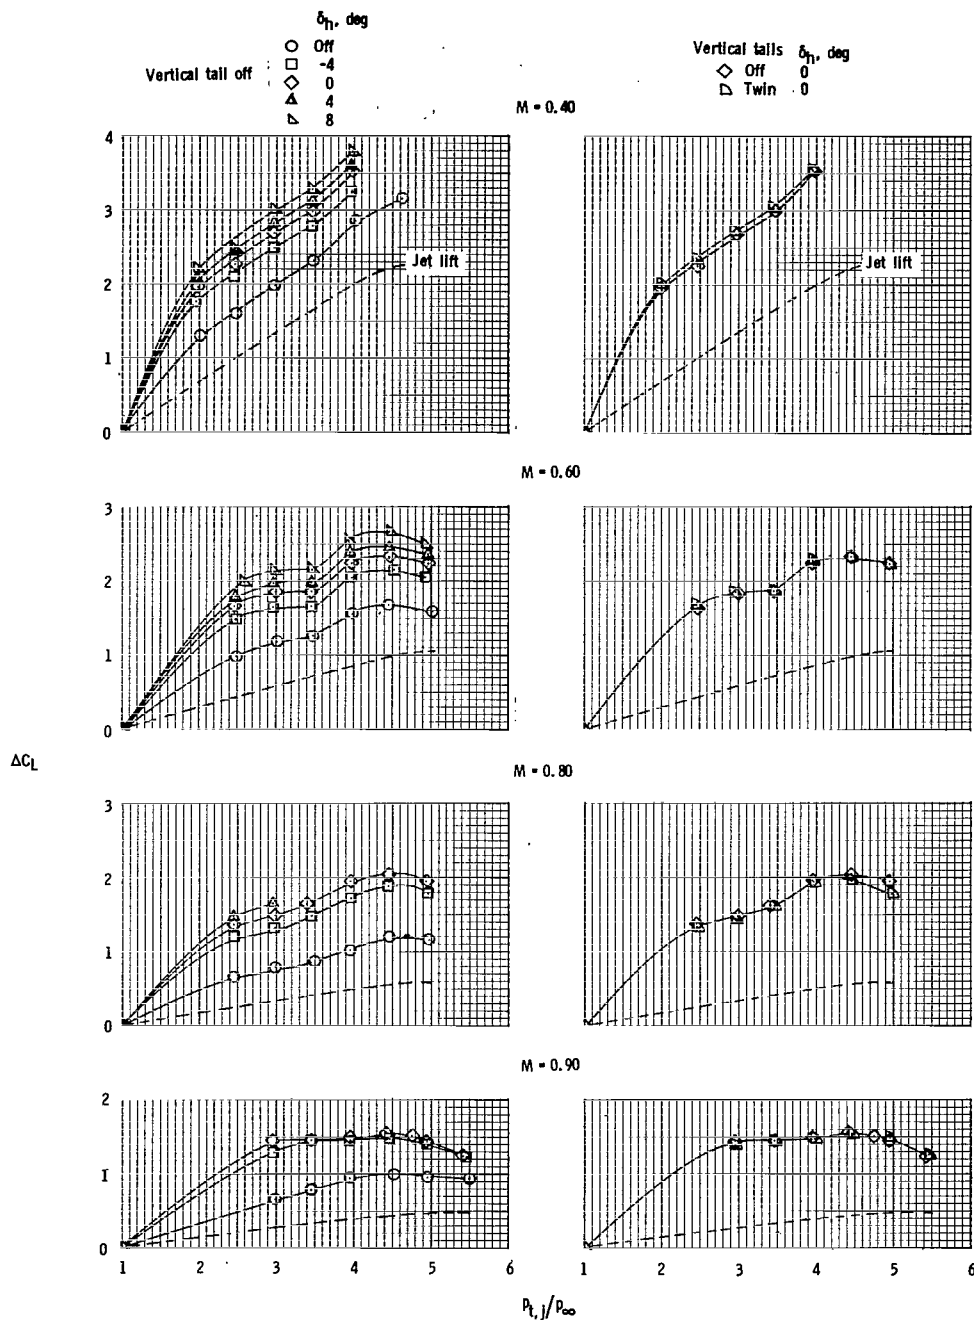 δh, deg
Off
-4
Vertical tail off
0
4
8
Vertical tails δh, deg
Off 0
Twin 0
M = 0.40
4
3
2
1
0
Jet lift
Jet lift
M = 0.60
3
2
1
0
ΔCL
M = 0.80
3
2
1
0
M = 0.90
2
1
0
1 2 3 4 5 6
1 2 3 4 5 6
pt,j/p∞